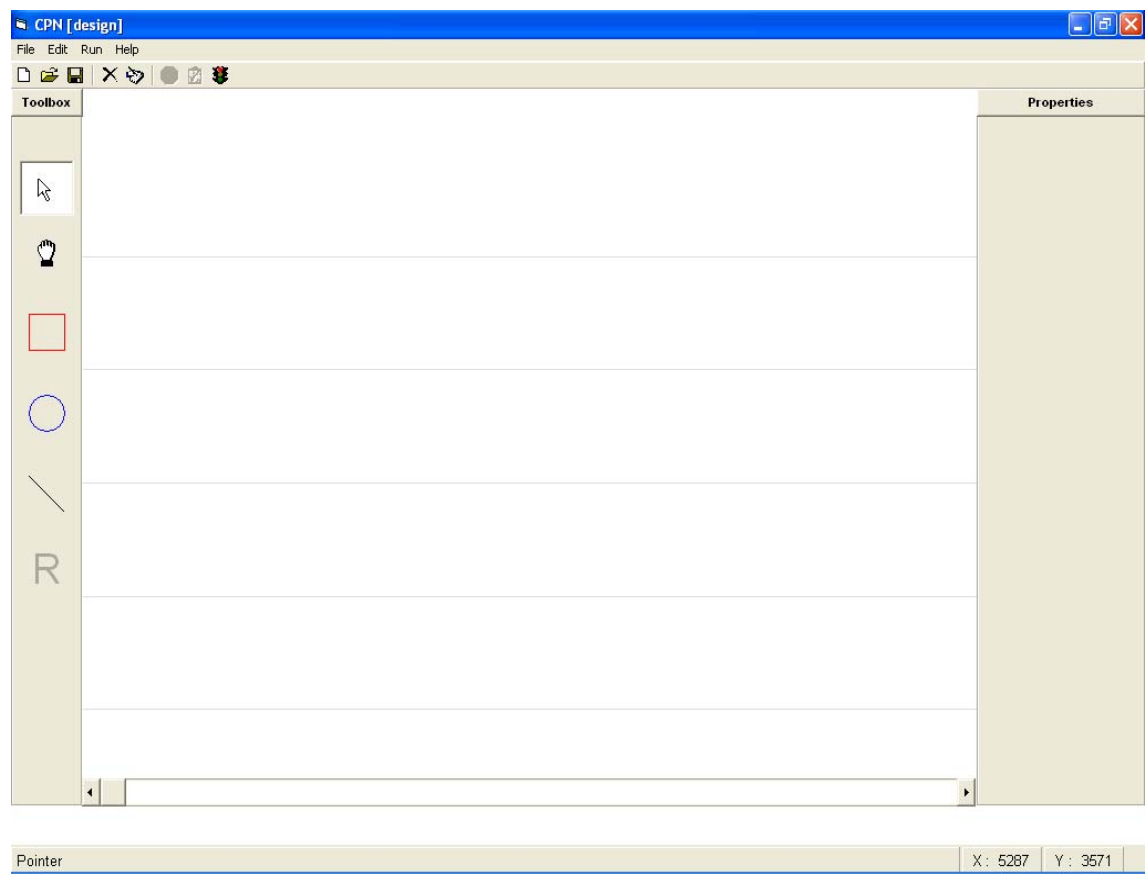 CPN [design]
File Edit Run Help
Toolbox
Properties
R
Pointer
X : 5287
Y : 3571